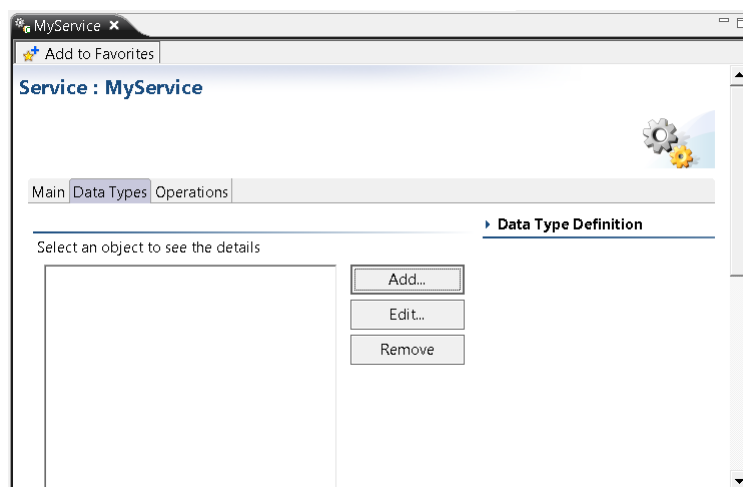 MyService
Add to Favorites
Service : MyService
Main Data Types Operations
Data Type Definition
Select an object to see the details
Add...
Edit...
Remove